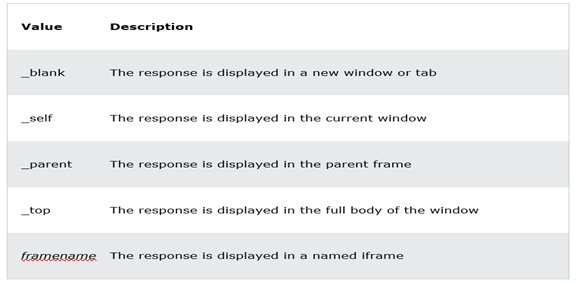 Value Description
_blank The response is displayed in a new window or tab
_self The response is displayed in the current window
_parent The response is displayed in the parent frame
_top The response is displayed in the full body of the window
framename The response is displayed in a named iframe